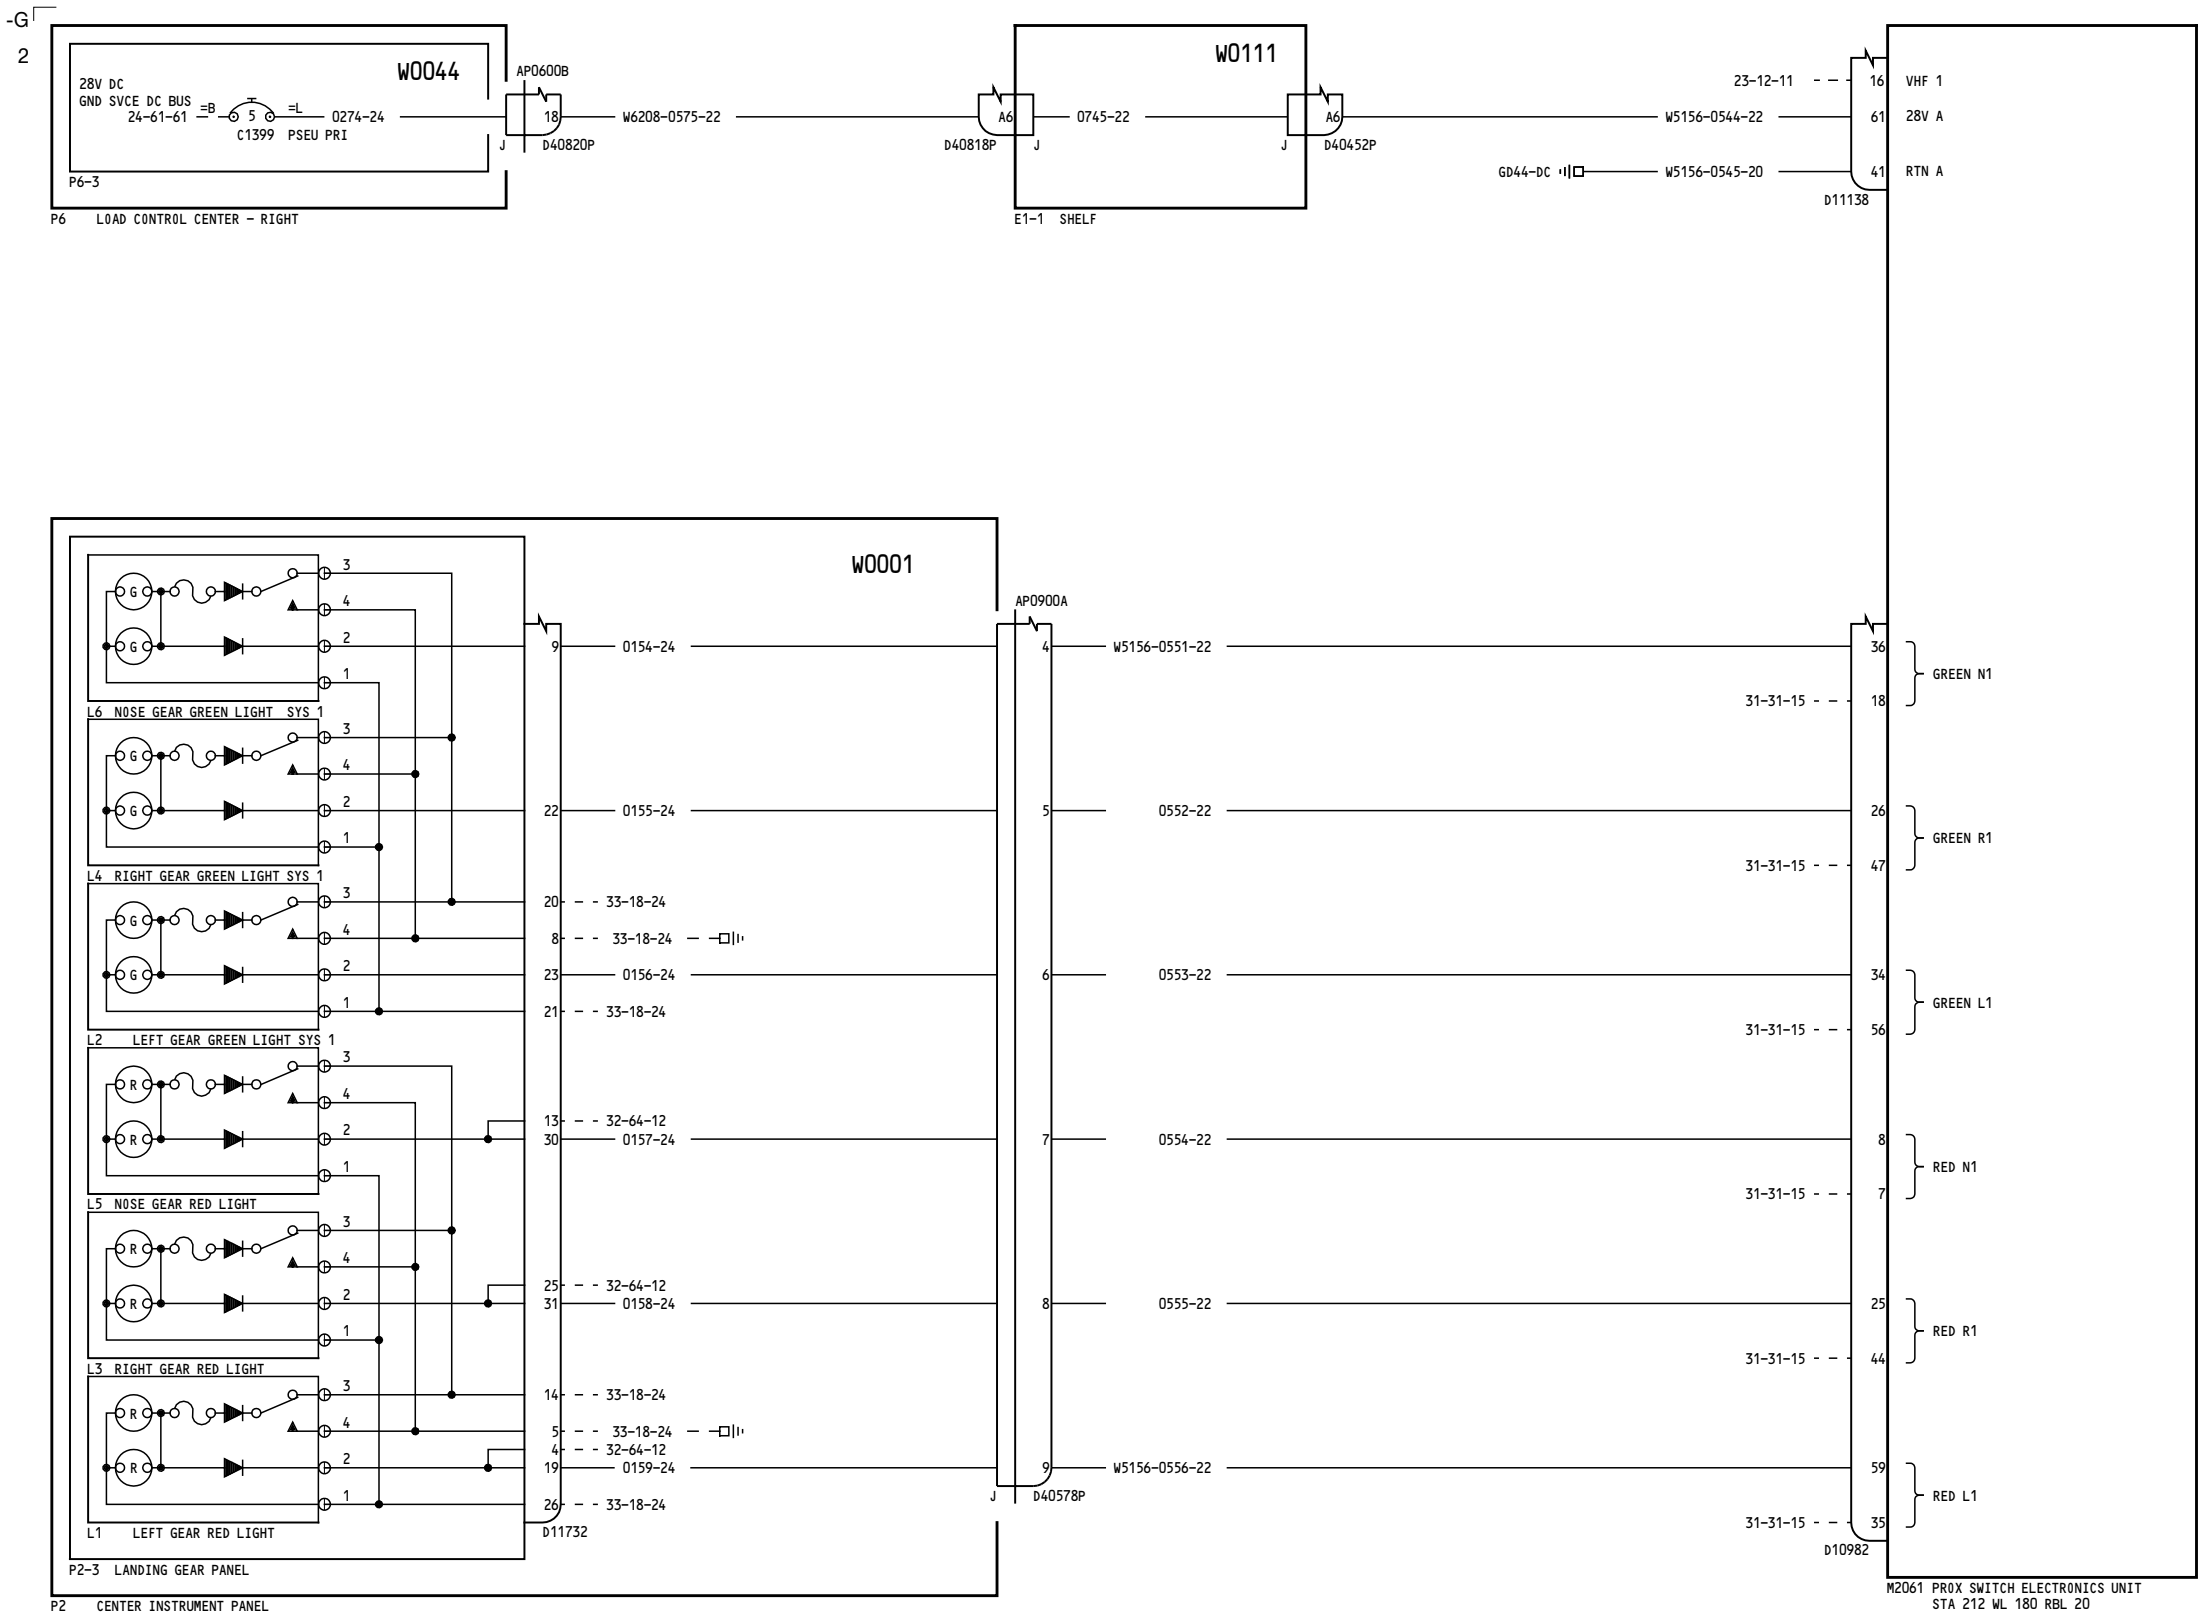 -G
2
28V DC
GND SVCE DC BUS
24-61-61
=B
5
=L
C1399 PSEU PRI
0274-24
W0044
P6-3
P6 LOAD CONTROL CENTER - RIGHT
AP0600B
18
J
D40820P
W6208-0575-22
A6
D40818P
J
W0111
0745-22
A6
J
D40452P
E1-1 SHELF
23-12-11
16
VHF 1
W5156-0544-22
61
28V A
GD44-DC
W5156-0545-20
41
RTN A
D11138
W0001
AP0900A
G
3
4
G
2
9
0154-24
4
W5156-0551-22
36
GREEN N1
1
31-31-15
18
L6 NOSE GEAR GREEN LIGHT SYS 1
G
3
4
G
2
22
0155-24
5
0552-22
26
GREEN R1
1
31-31-15
47
L4 RIGHT GEAR GREEN LIGHT SYS 1
G
3
20
33-18-24
4
8
33-18-24
G
2
23
0156-24
6
0553-22
34
GREEN L1
1
21
33-18-24
31-31-15
56
L2 LEFT GEAR GREEN LIGHT SYS 1
R
3
4
13
32-64-12
R
2
30
0157-24
7
0554-22
8
RED N1
1
31-31-15
7
L5 NOSE GEAR RED LIGHT
R
3
4
25
32-64-12
R
2
31
0158-24
8
0555-22
25
RED R1
1
31-31-15
44
L3 RIGHT GEAR RED LIGHT
R
3
14
33-18-24
4
5
33-18-24
4
32-64-12
R
2
19
0159-24
9
W5156-0556-22
59
RED L1
1
26
33-18-24
J
D40578P
31-31-15
35
L1 LEFT GEAR RED LIGHT
D11732
D10982
P2-3 LANDING GEAR PANEL
P2 CENTER INSTRUMENT PANEL
M2061 PROX SWITCH ELECTRONICS UNIT
STA 212 WL 180 RBL 20